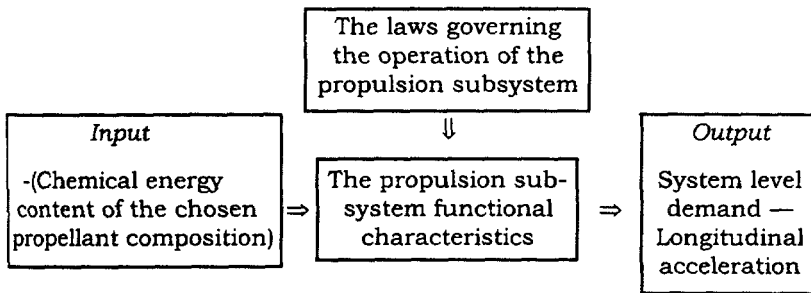 The laws governing
the operation of the
propulsion subsystem
⇓
Input
-(Chemical energy
content of the chosen
propellant composition)
⇒
The propulsion sub-
system functional
characteristics
⇒
Output
System level
demand —
Longitudinal
acceleration